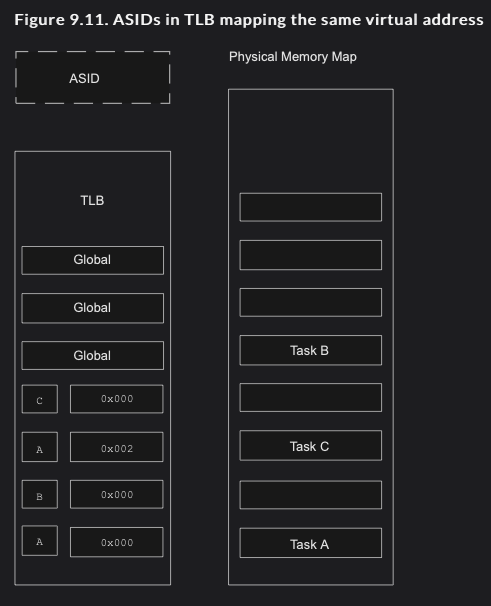 Figure 9.11. ASIDs in TLB mapping the same virtual address
ASID
TLB
Global
Global
Global
C 0x000
A 0x002
B 0x000
A 0x000
Physical Memory Map
Task B
Task C
Task A